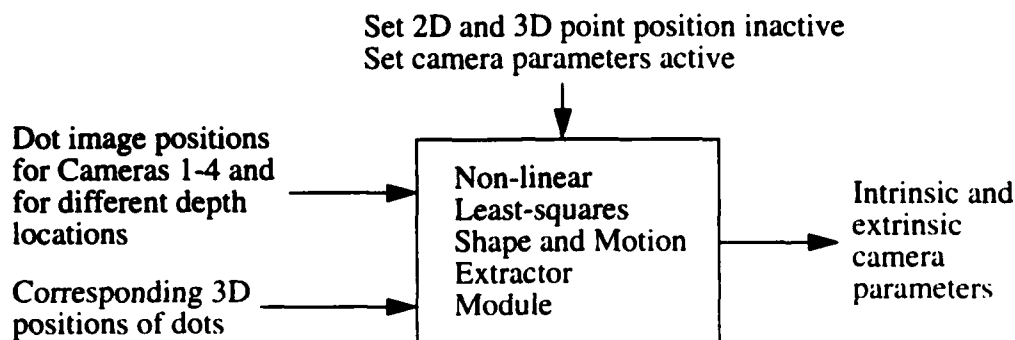 Set 2D and 3D point position inactive
Set camera parameters active
Dot image positions
for Cameras 1-4 and
for different depth
locations
Corresponding 3D
positions of dots
Non-linear
Least-squares
Shape and Motion
Extractor
Module
Intrinsic and
extrinsic
camera
parameters